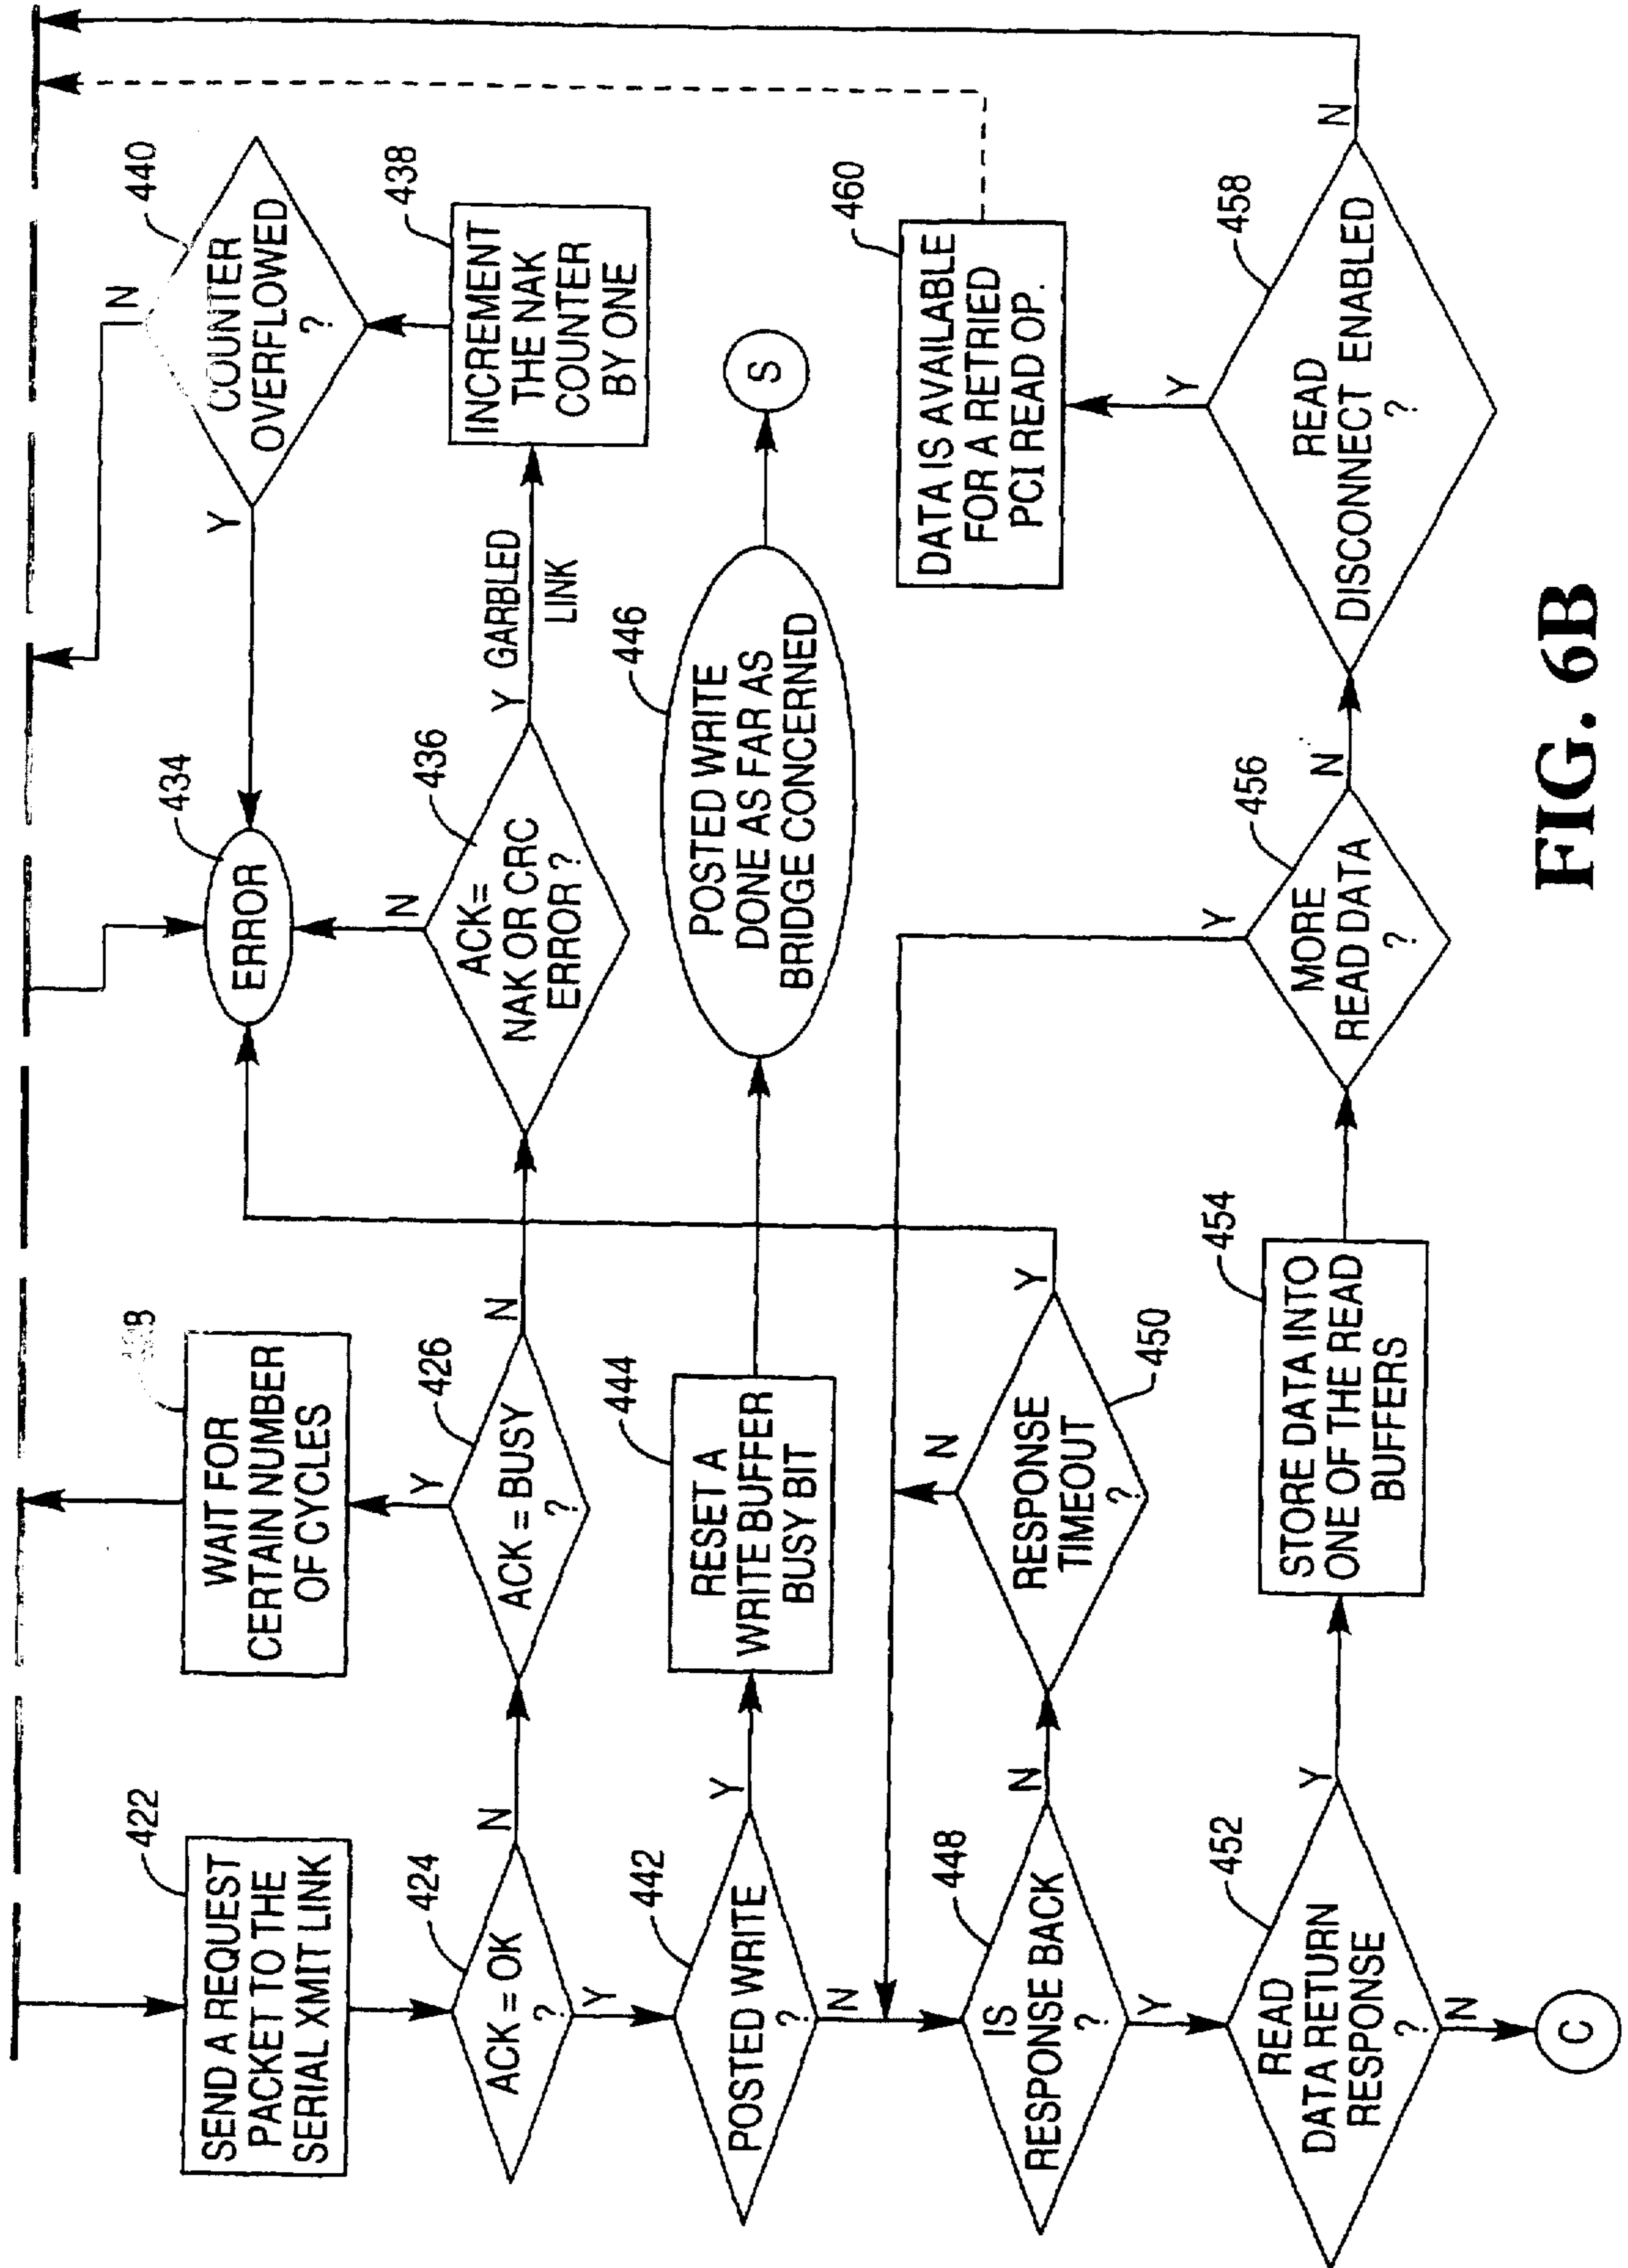 422
SEND A REQUEST
PACKET TO THE
SERIAL XMIT LINK
WAIT FOR
CERTAIN NUMBER
OF CYCLES
434
ERROR
Y
440
COUNTER
OVERFLOWED
?
N
424
ACK = OK
?
N
Y
426
ACK = BUSY
?
Y
N
436
ACK=
NAK OR CRC
ERROR ?
N
Y GARBLED
LINK
438
INCREMENT
THE NAK
COUNTER
BY ONE
442
POSTED WRITE
?
Y
N
444
RESET A
WRITE BUFFER
BUSY BIT
446
POSTED WRITE
DONE AS FAR AS
BRIDGE CONCERNED
S
448
IS
RESPONSE BACK
?
N
Y
450
RESPONSE
TIMEOUT
?
N
Y
460
DATA IS AVAILABLE
FOR A RETRIED
PCI READ OP.
452
READ
DATA RETURN
RESPONSE
?
Y
N
454
STORE DATA INTO
ONE OF THE READ
BUFFERS
456
MORE
READ DATA
?
Y
N
458
READ
DISCONNECT ENABLED
?
Y
N
C
FIG. 6B